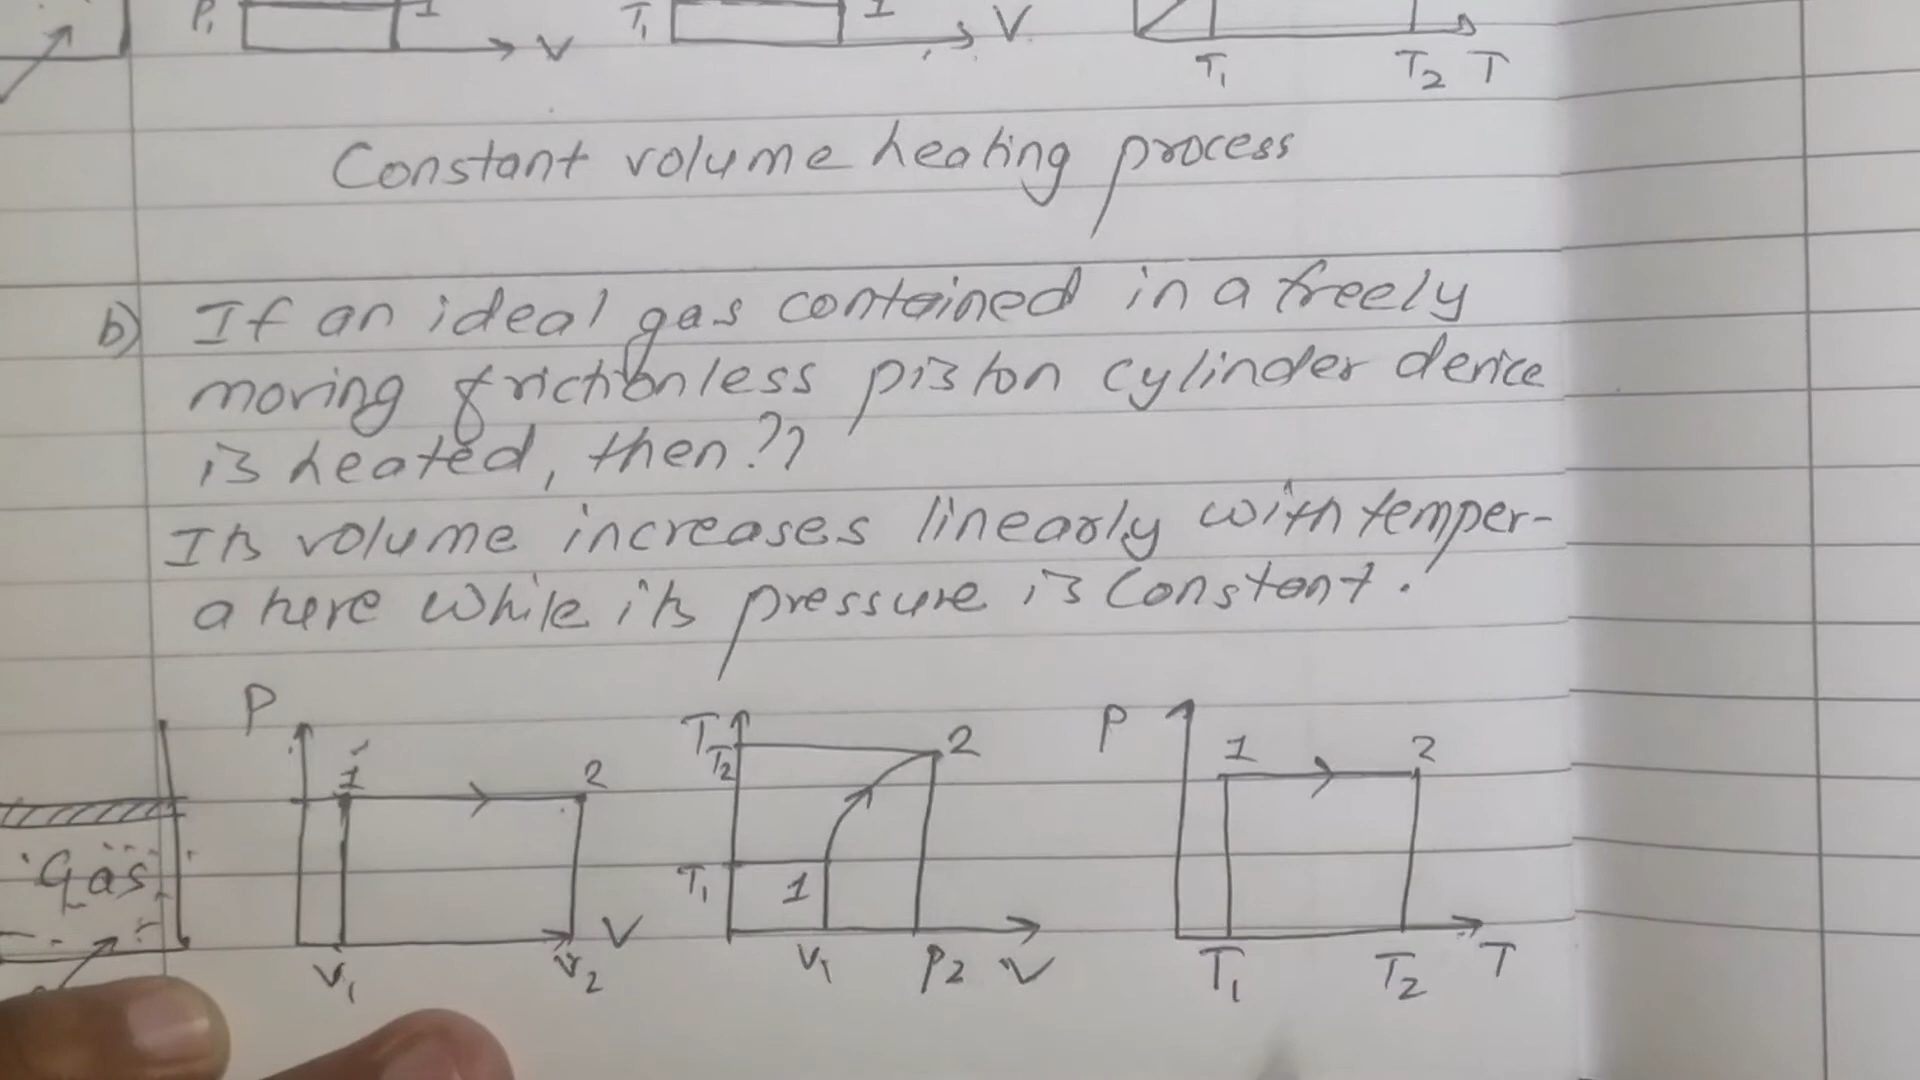 P1 1 V T1 1 V
T1 T2 T
Constant volume heating process
b) If an ideal gas contained in a freely
moving frictionless piston cylinder device
is heated, then??
Its volume increases linearly with temper-
ature while its pressure is constant.
P T P
T2 2 1 2
1 2
Gas T1 1
V
V1 V2 V1 P2 V T1 T2 T